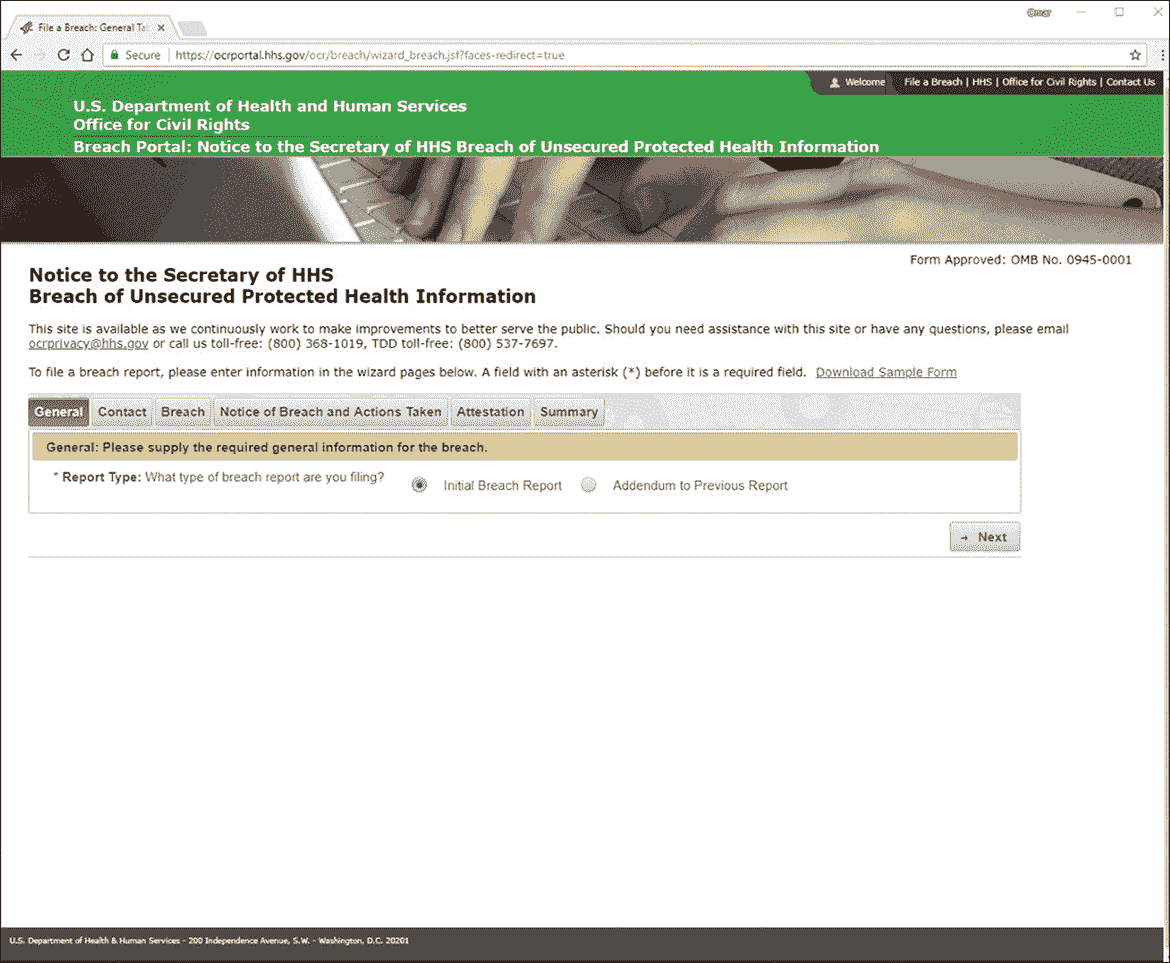 Omar
File a Breach: General Ta
Secure
https://ocrportal.hhs.gov/ocr/breach/wizard_breach.jsf?faces-redirect=true
Welcome File a Breach | HHS | Office for Civil Rights | Contact Us
U.S. Department of Health and Human Services
Office for Civil Rights
Breach Portal: Notice to the Secretary of HHS Breach of Unsecured Protected Health Information
Form Approved: OMB No. 0945-0001
Notice to the Secretary of HHS
Breach of Unsecured Protected Health Information
This site is available as we continuously work to make improvements to better serve the public. Should you need assistance with this site or have any questions, please email
ocrprivacy@hhs.gov or call us toll-free: (800) 368-1019, TDD toll-free: (800) 537-7697.
To file a breach report, please enter information in the wizard pages below. A field with an asterisk (*) before it is a required field. Download Sample Form
General Contact Breach Notice of Breach and Actions Taken Attestation Summary
General: Please supply the required general information for the breach.
* Report Type: What type of breach report are you filing? Initial Breach Report Addendum to Previous Report
→ Next
U.S. Department of Health & Human Services - 200 Independence Avenue, S.W. - Washington, D.C. 20201